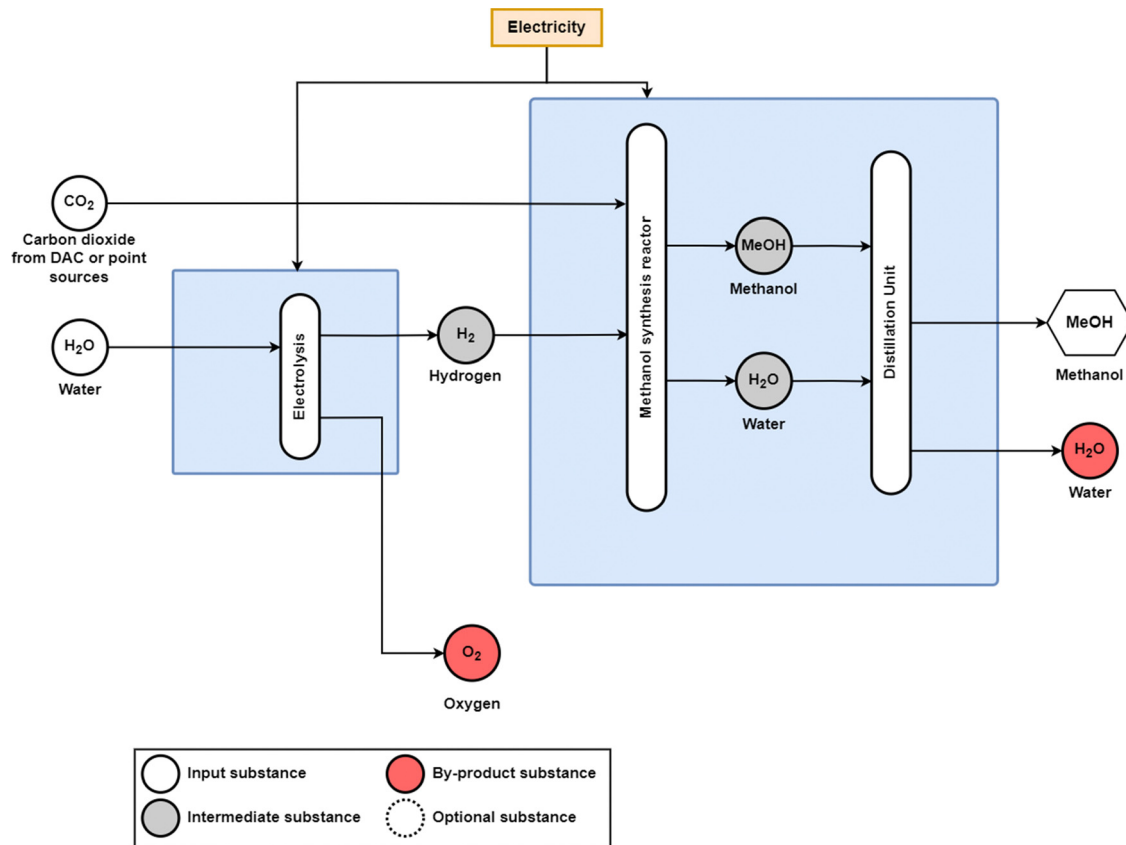 Electricity
CO₂
Carbon dioxide
from DAC or point
sources
H₂O
Water
Electrolysis
H₂
Hydrogen
O₂
Oxygen
Methanol synthesis reactor
MeOH
Methanol
H₂O
Water
Distillation Unit
MeOH
Methanol
H₂O
Water
Input substance
By-product substance
Intermediate substance
Optional substance